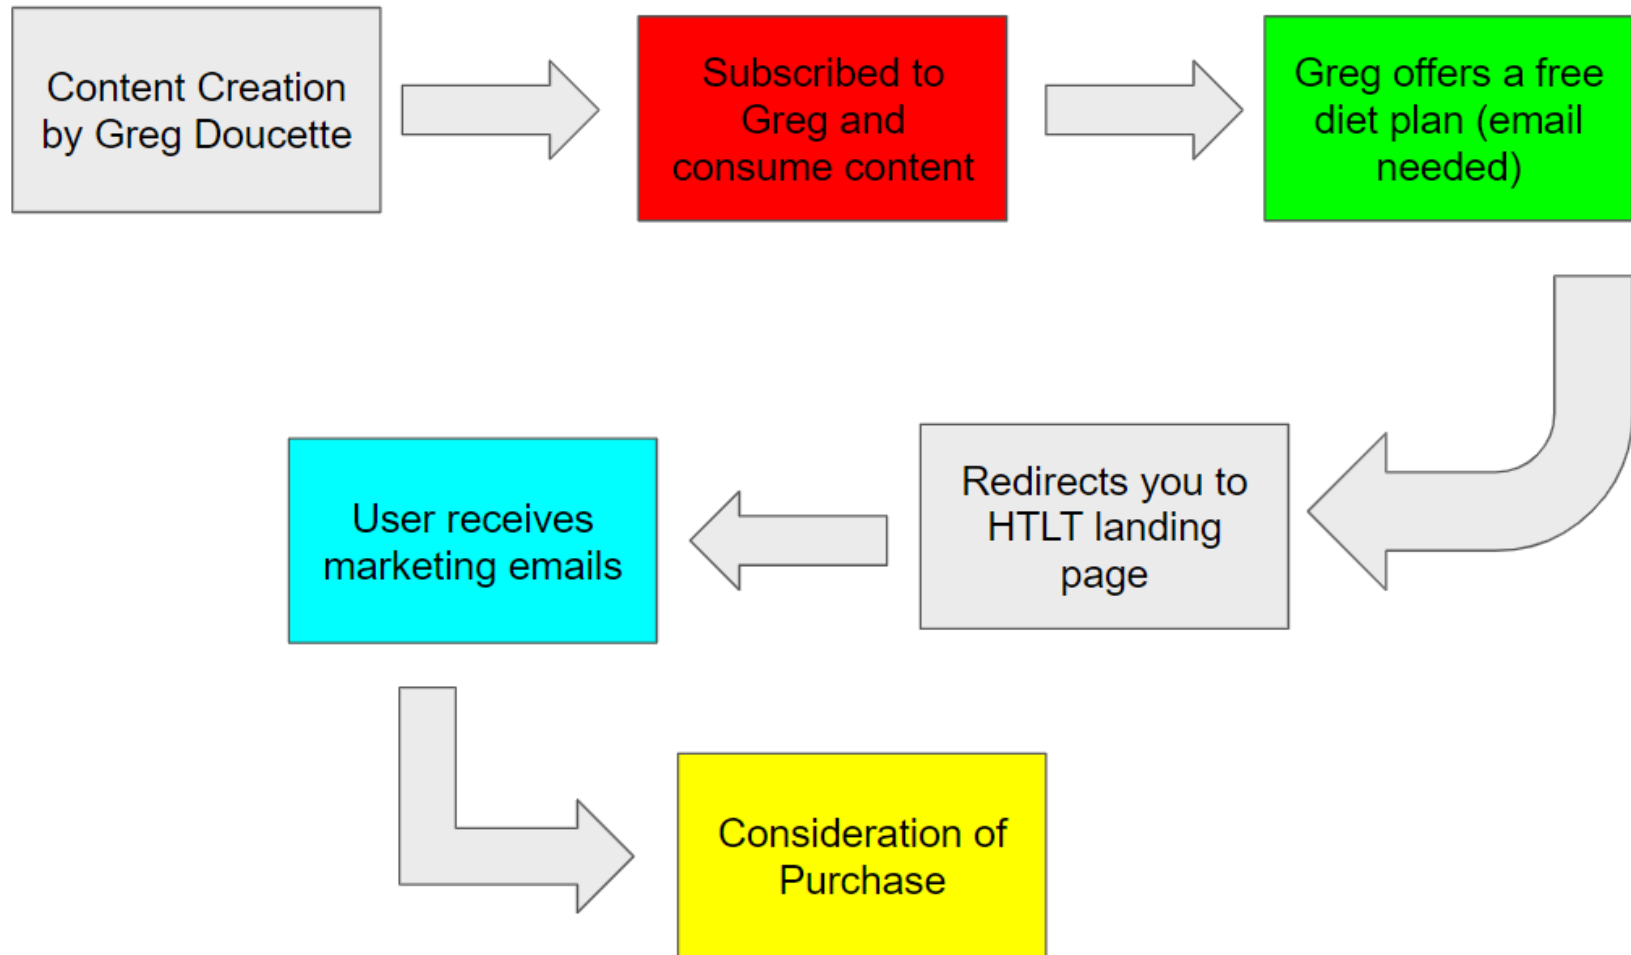 Content Creation
by Greg Doucette
Subscribed to
Greg and
consume content
Greg offers a free
diet plan (email
needed)
Redirects you to
HTLT landing
page
User receives
marketing emails
Consideration of
Purchase